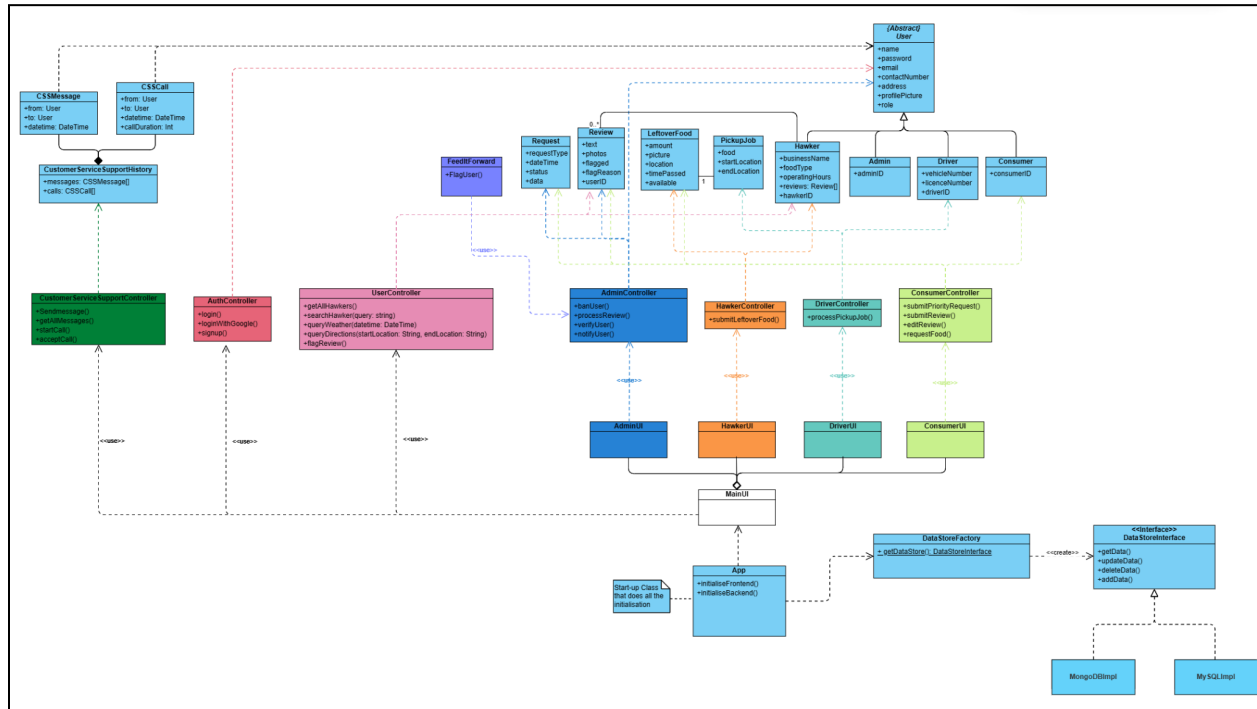 {Abstract}
User
+name
+password
+email
+contactNumber
+address
+profilePicture
+role
CSSMessage
+from: User
+to: User
+datetime: DateTime
CSSCall
+from: User
+to: User
+datetime: DateTime
+callDuration: Int
CustomerServiceSupportHistory
+messages: CSSMessage[]
+calls: CSSCall[]
FeedItForward
+FlagUser()
Request
+requestType
+dateTime
+status
+data
0..*
Review
+text
+photos
+flagged
+flagReason
+userID
LeftoverFood
+amount
+picture
+location
+timePassed
+available
1
PickupJob
+food
+startLocation
+endLocation
Hawker
+businessName
+foodType
+operatingHours
+reviews: Review[]
+hawkerID
Admin
+adminID
Driver
+vehicleNumber
+licenceNumber
+driverID
Consumer
+consumerID
<<use>>
CustomerServiceSupportController
+Sendmessage()
+getAllMessages()
+startCall()
+acceptCall()
AuthController
+login()
+loginWithGoogle()
+signup()
UserController
+getAllHawkers()
+searchHawker(query: string)
+queryWeather(datetime: DateTime)
+queryDirections(startLocation: String, endLocation: String)
+flagReview()
AdminController
+banUser()
+processReview()
+verifyUser()
+notifyUser()
HawkerController
+submitLeftoverFood()
DriverController
+processPickupJob()
ConsumerController
+submitPriorityRequest()
+submitReview()
+editReview()
+requestFood()
<<use>>
<<use>>
<<use>>
<<use>>
<<use>>
<<use>>
<<use>>
AdminUI
HawkerUI
DriverUI
ConsumerUI
MainUI
Start-up Class
that does all the
initialisation
App
+initialiseFrontend()
+initialiseBackend()
DataStoreFactory
+ getDataStore(): DataStoreInterface
<<create>>
<<Interface>>
DataStoreInterface
+getData()
+updateData()
+deleteData()
+addData()
MongoDBImpl
MySQLImpl